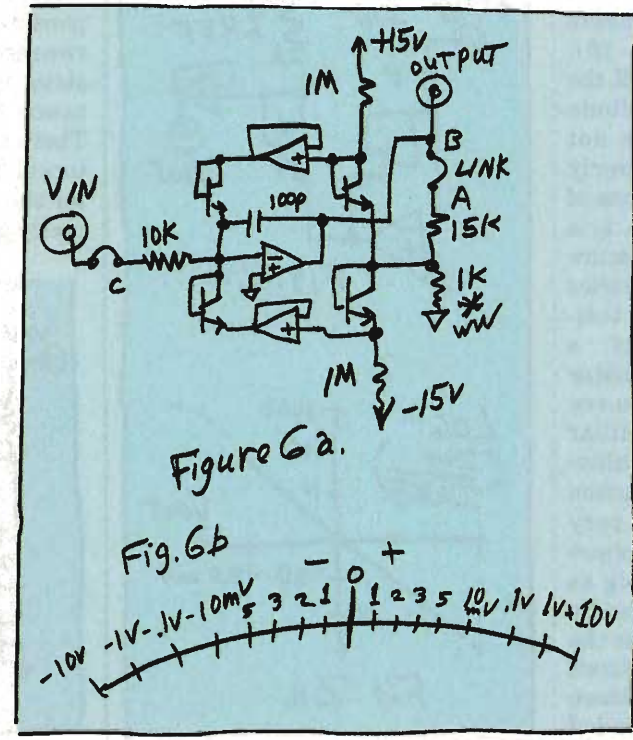 +15V
OUTPUT
1M
B
LINK
A
100p
15K
VIN
10K
C
1K
*
WW
1M
-15V
Figure 6a.
Fig. 6b
- 0 +
-10V -1V -.1V -10mV 5 3 2 1 1 2 3 5 10mV .1V 1V +10V